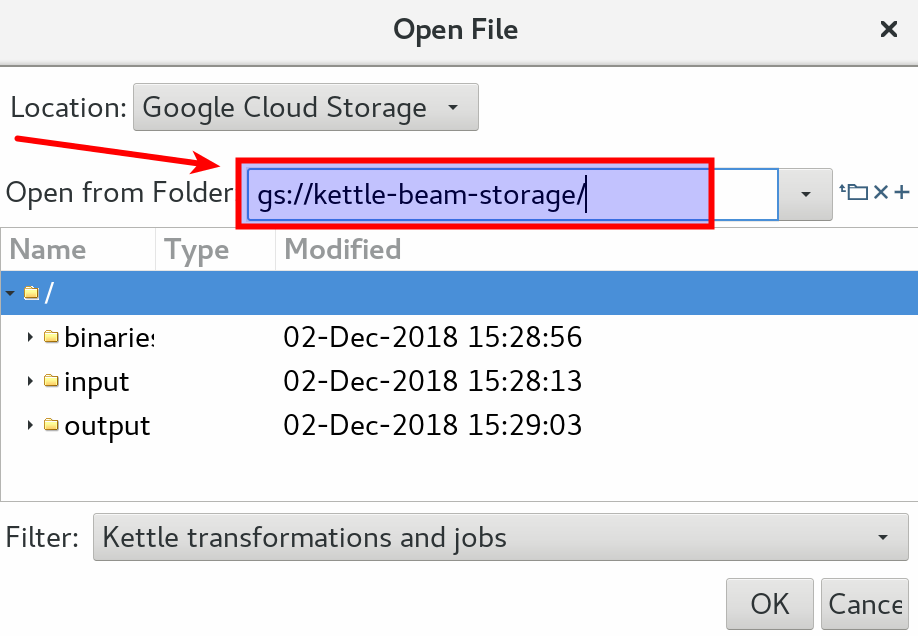 Open File
Location: Google Cloud Storage
Open from Folder gs://kettle-beam-storage/
Name Type Modified
/
binaries 02-Dec-2018 15:28:56
input 02-Dec-2018 15:28:13
output 02-Dec-2018 15:29:03
Filter: Kettle transformations and jobs
OK Cance